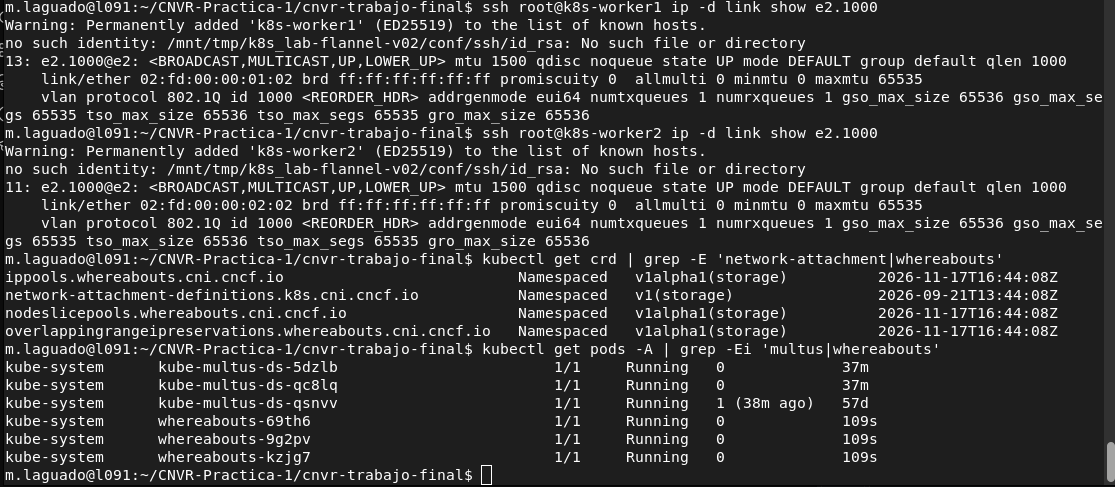 m.laguado@l091:~/CNVR-Practica-1/cnvr-trabajo-final$ ssh root@k8s-worker1 ip -d link show e2.1000
Warning: Permanently added 'k8s-worker1' (ED25519) to the list of known hosts.
no such identity: /mnt/tmp/k8s_lab-flannel-v02/conf/ssh/id_rsa: No such file or directory
13: e2.1000@e2: <BROADCAST,MULTICAST,UP,LOWER_UP> mtu 1500 qdisc noqueue state UP mode DEFAULT group default qlen 1000
    link/ether 02:fd:00:00:01:02 brd ff:ff:ff:ff:ff:ff promiscuity 0  allmulti 0 minmtu 0 maxmtu 65535
    vlan protocol 802.1Q id 1000 <REORDER_HDR> addrgenmode eui64 numtxqueues 1 numrxqueues 1 gso_max_size 65536 gso_max_se
gs 65535 tso_max_size 65536 tso_max_segs 65535 gro_max_size 65536
m.laguado@l091:~/CNVR-Practica-1/cnvr-trabajo-final$ ssh root@k8s-worker2 ip -d link show e2.1000
Warning: Permanently added 'k8s-worker2' (ED25519) to the list of known hosts.
no such identity: /mnt/tmp/k8s_lab-flannel-v02/conf/ssh/id_rsa: No such file or directory
11: e2.1000@e2: <BROADCAST,MULTICAST,UP,LOWER_UP> mtu 1500 qdisc noqueue state UP mode DEFAULT group default qlen 1000
    link/ether 02:fd:00:00:02:02 brd ff:ff:ff:ff:ff:ff promiscuity 0  allmulti 0 minmtu 0 maxmtu 65535
    vlan protocol 802.1Q id 1000 <REORDER_HDR> addrgenmode eui64 numtxqueues 1 numrxqueues 1 gso_max_size 65536 gso_max_se
gs 65535 tso_max_size 65536 tso_max_segs 65535 gro_max_size 65536
m.laguado@l091:~/CNVR-Practica-1/cnvr-trabajo-final$ kubectl get crd | grep -E 'network-attachment|whereabouts'
ippools.whereabouts.cni.cncf.io                      Namespaced   v1alpha1(storage)         2026-11-17T16:44:08Z
network-attachment-definitions.k8s.cni.cncf.io       Namespaced   v1(storage)               2026-09-21T13:44:08Z
nodeslicepools.whereabouts.cni.cncf.io               Namespaced   v1alpha1(storage)         2026-11-17T16:44:08Z
overlappingrangeipreservations.whereabouts.cni.cncf.io   Namespaced   v1alpha1(storage)         2026-11-17T16:44:08Z
m.laguado@l091:~/CNVR-Practica-1/cnvr-trabajo-final$ kubectl get pods -A | grep -Ei 'multus|whereabouts'
kube-system      kube-multus-ds-5dzlb                     1/1     Running   0             37m
kube-system      kube-multus-ds-qc8lq                     1/1     Running   0             37m
kube-system      kube-multus-ds-qsnvv                     1/1     Running   1 (38m ago)   57d
kube-system      whereabouts-69th6                        1/1     Running   0             109s
kube-system      whereabouts-9g2pv                        1/1     Running   0             109s
kube-system      whereabouts-kzjg7                        1/1     Running   0             109s
m.laguado@l091:~/CNVR-Practica-1/cnvr-trabajo-final$